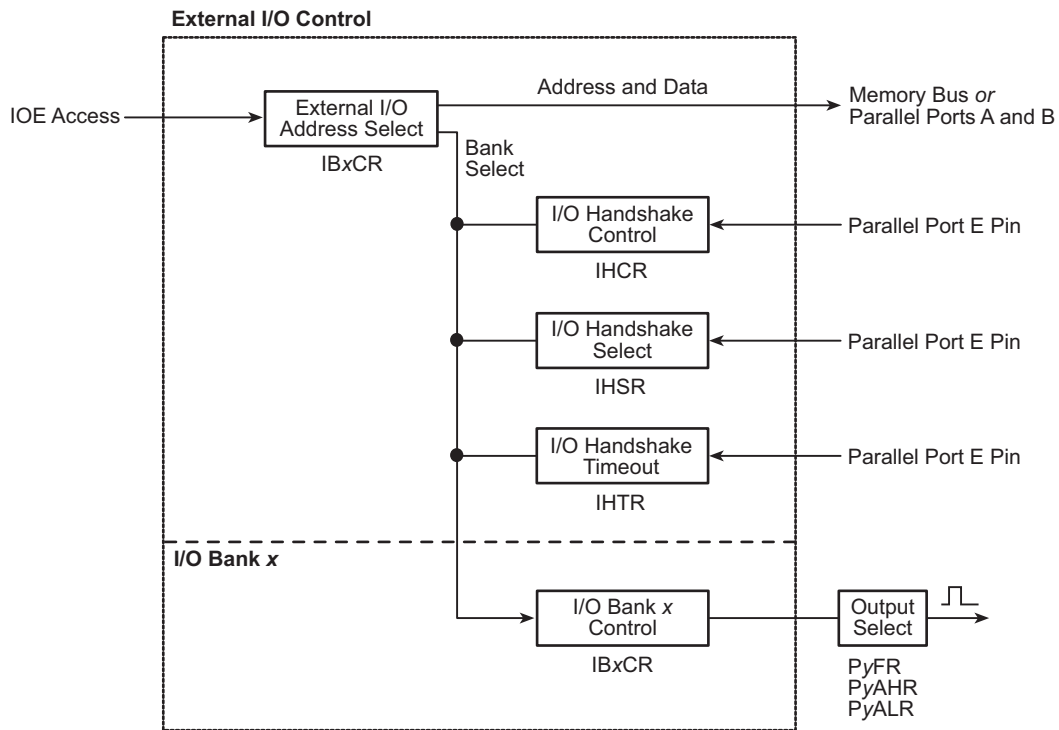 External I/O Control
IOE Access
External I/O
Address Select
IBxCR
Address and Data
Memory Bus or
Parallel Ports A and B
Bank
Select
I/O Handshake
Control
IHCR
Parallel Port E Pin
I/O Handshake
Select
IHSR
Parallel Port E Pin
I/O Handshake
Timeout
IHTR
Parallel Port E Pin
I/O Bank x
I/O Bank x
Control
IBxCR
Output
Select
PyFR
PyAHR
PyALR